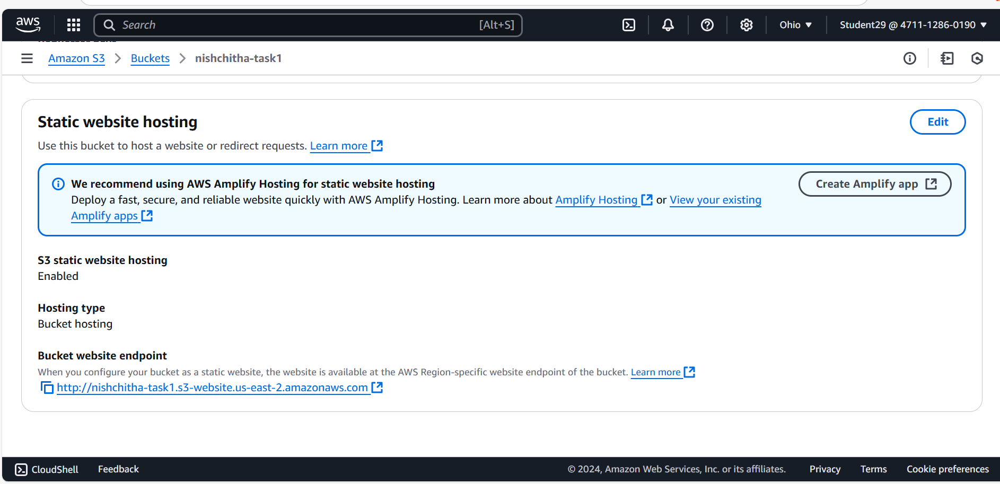 aws
Search [Alt+S]
Ohio
Student29 @ 4711-1286-0190
Amazon S3
Buckets
nishchitha-task1
Static website hosting
Edit
Use this bucket to host a website or redirect requests. Learn more
We recommend using AWS Amplify Hosting for static website hosting
Create Amplify app
Deploy a fast, secure, and reliable website quickly with AWS Amplify Hosting. Learn more about Amplify Hosting or View your existing
Amplify apps
S3 static website hosting
Enabled
Hosting type
Bucket hosting
Bucket website endpoint
When you configure your bucket as a static website, the website is available at the AWS Region-specific website endpoint of the bucket. Learn more
http://nishchitha-task1.s3-website.us-east-2.amazonaws.com
CloudShell
Feedback
© 2024, Amazon Web Services, Inc. or its affiliates.
Privacy
Terms
Cookie preferences